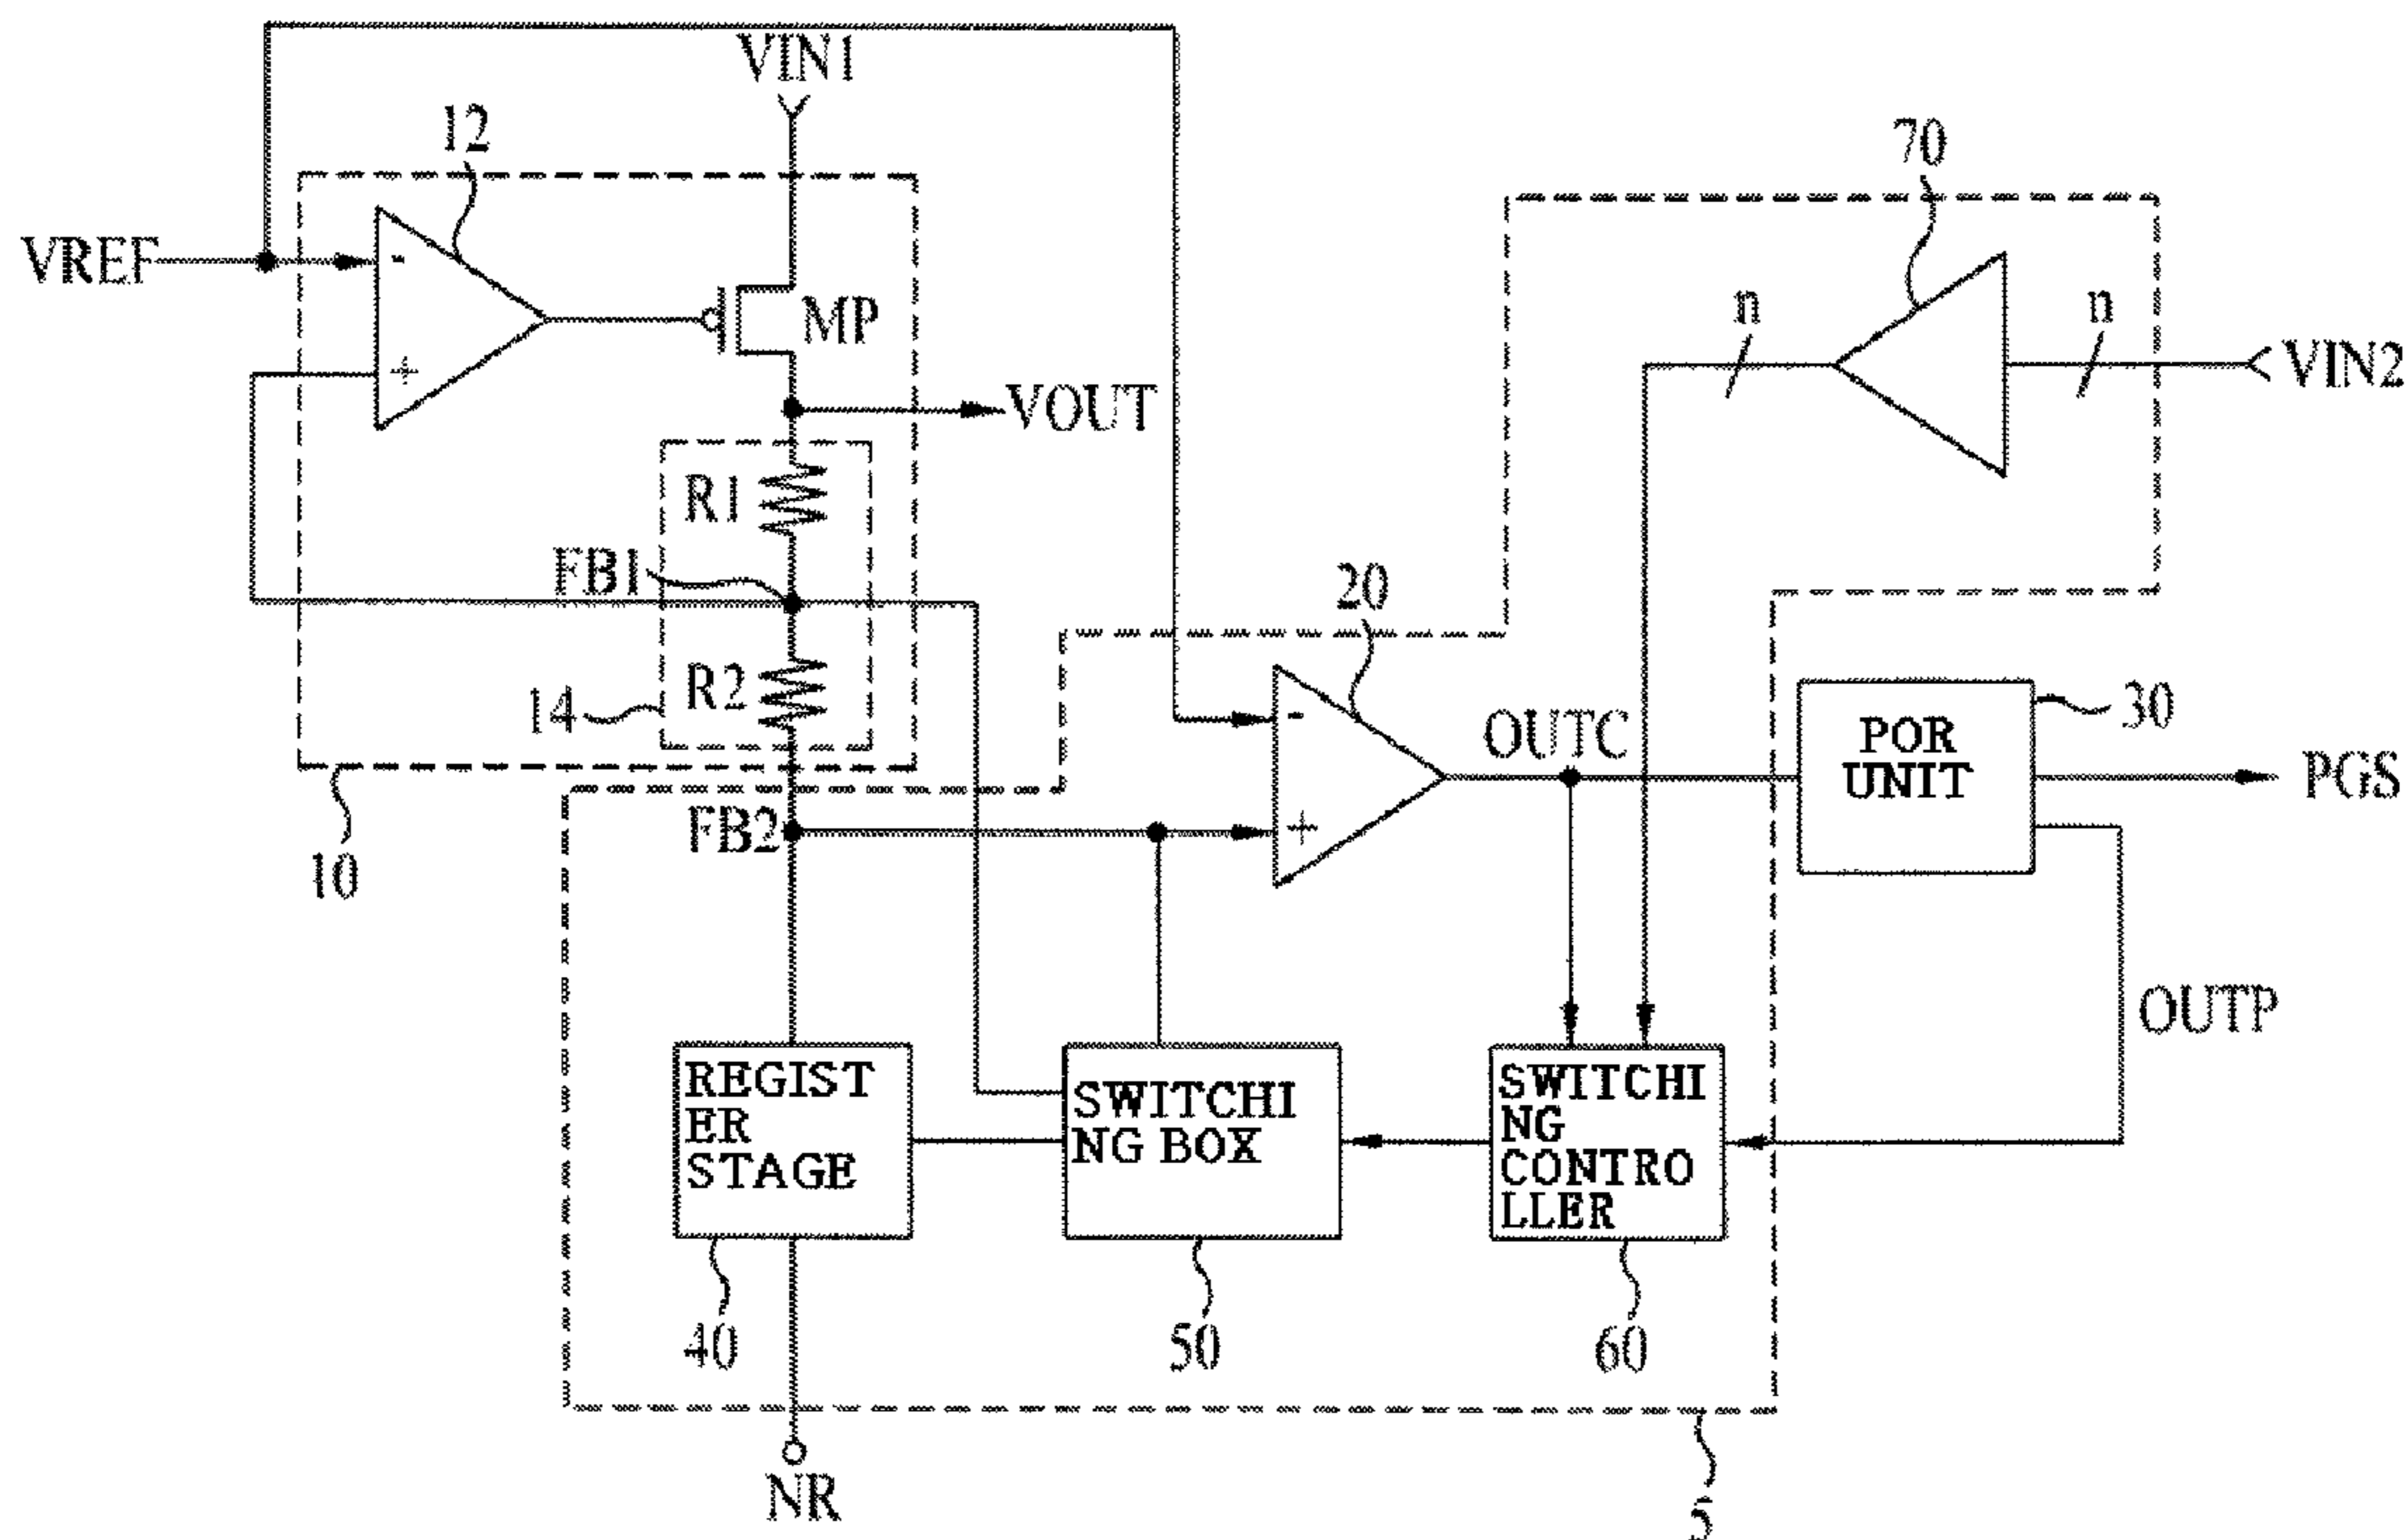 VIN1
12
70
VREF
-
+
MP
n
n
VIN2
VOUT
R1
FB1
20
R2
14
-
+
OUTC
POR
UNIT
30
PGS
10
FB2
OUTP
REGIST
ER
STAGE
SWITCHI
NG BOX
SWITCHI
NG
CONTRO
LLER
40
50
60
NR
5